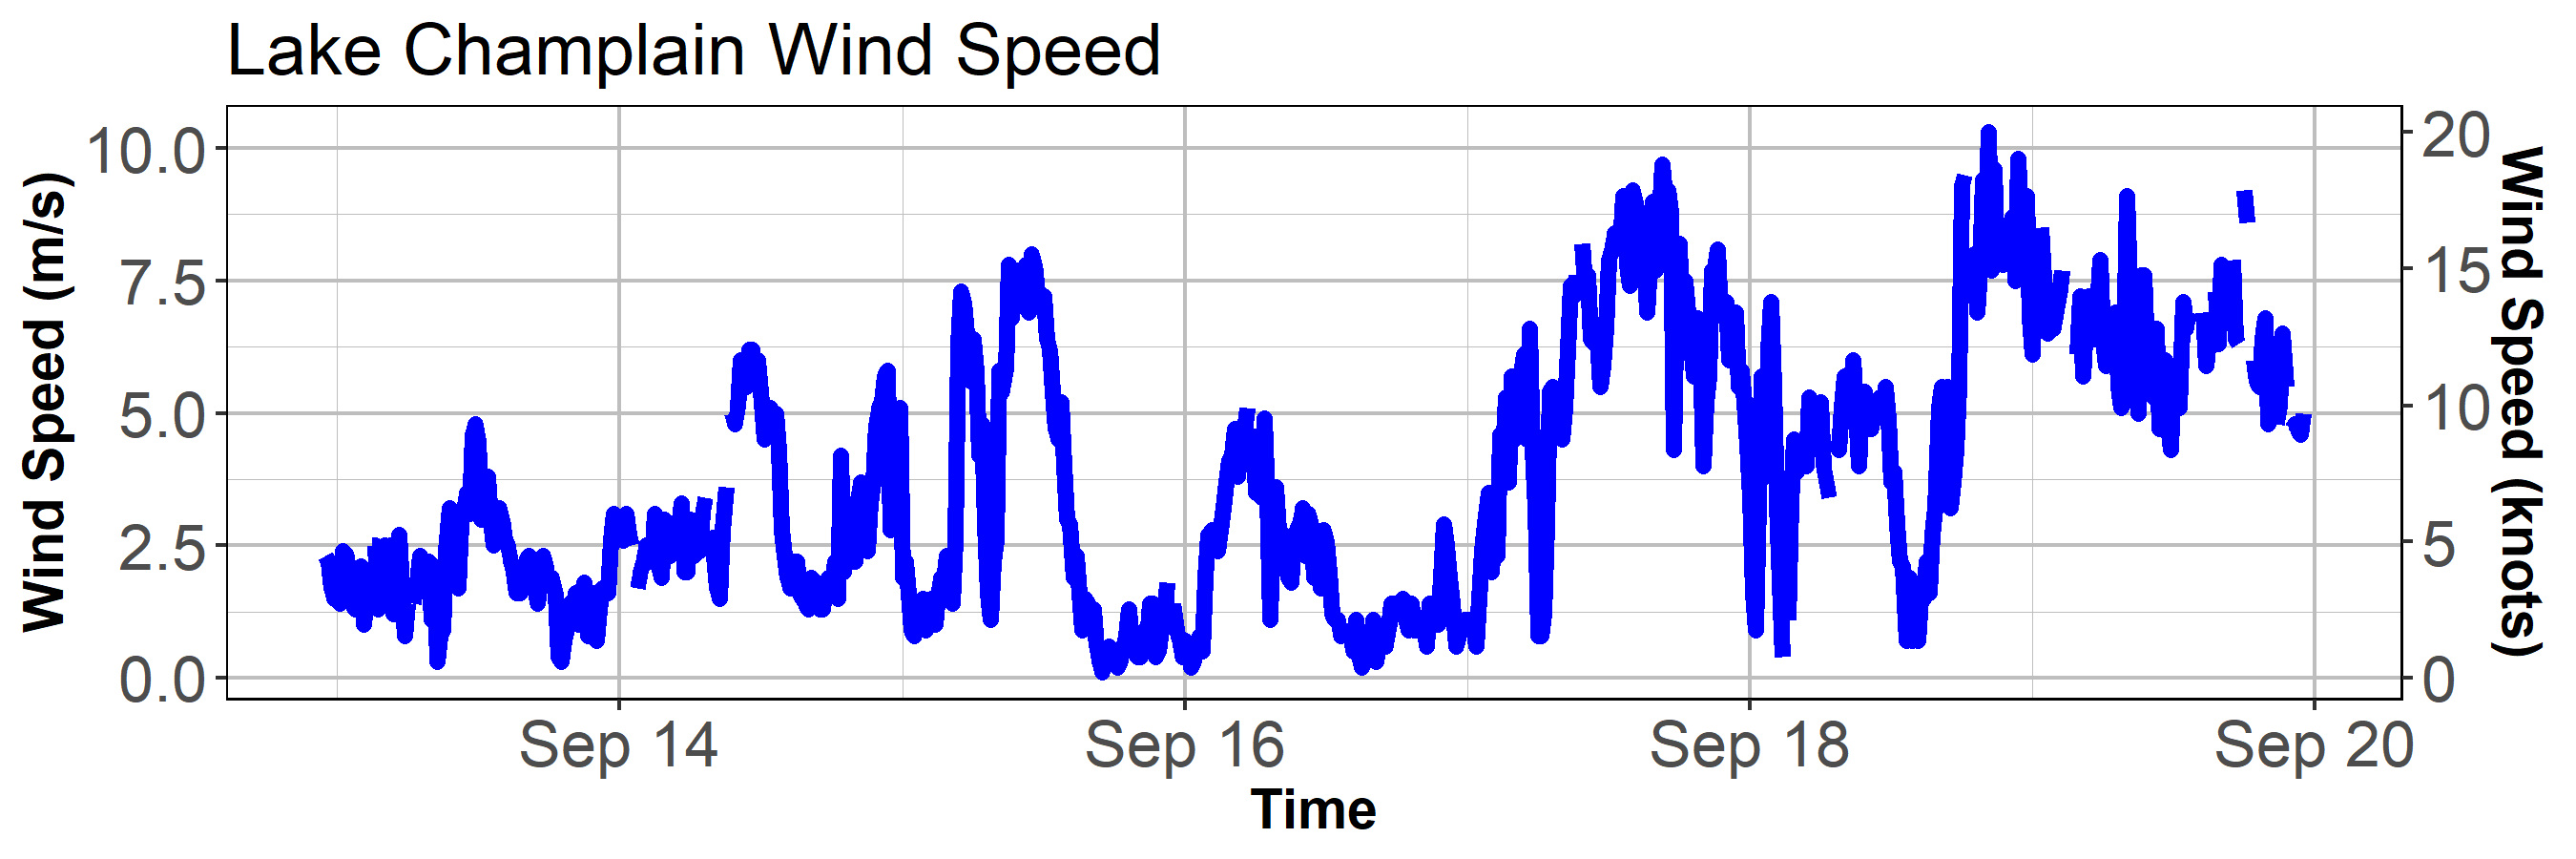 Lake Champlain Wind Speed
Wind Speed (m/s)
10.0
7.5
5.0
2.5
0.0
20
15
10
5
0
Wind Speed (knots)
Sep 14 Sep 16 Sep 18 Sep 20
Time